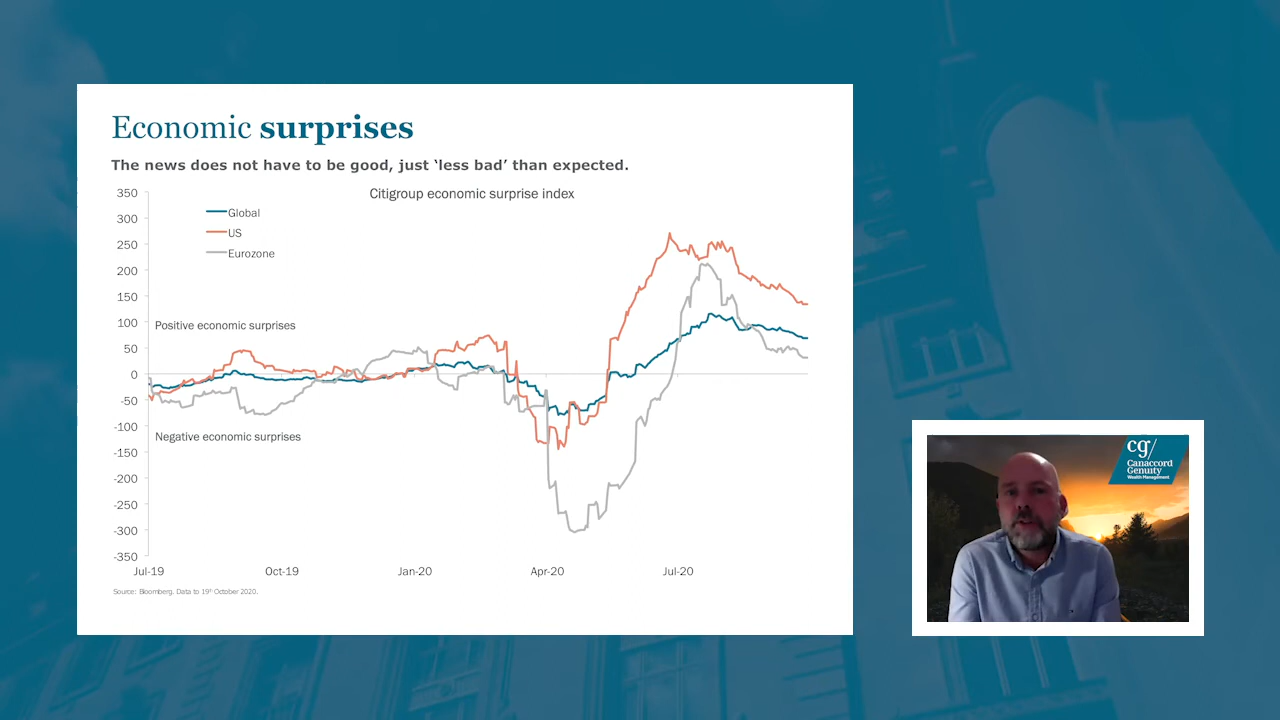 Economic surprises
The news does not have to be good, just ‘less bad’ than expected.
Citigroup economic surprise index
350
300
250
200
150
100
50
0
-50
-100
-150
-200
-250
-300
-350
Global
US
Eurozone
Positive economic surprises
Negative economic surprises
Jul-19
Oct-19
Jan-20
Apr-20
Jul-20
Source: Bloomberg. Data to 19th October 2020.
cg/
Canaccord
Genuity
Wealth Management